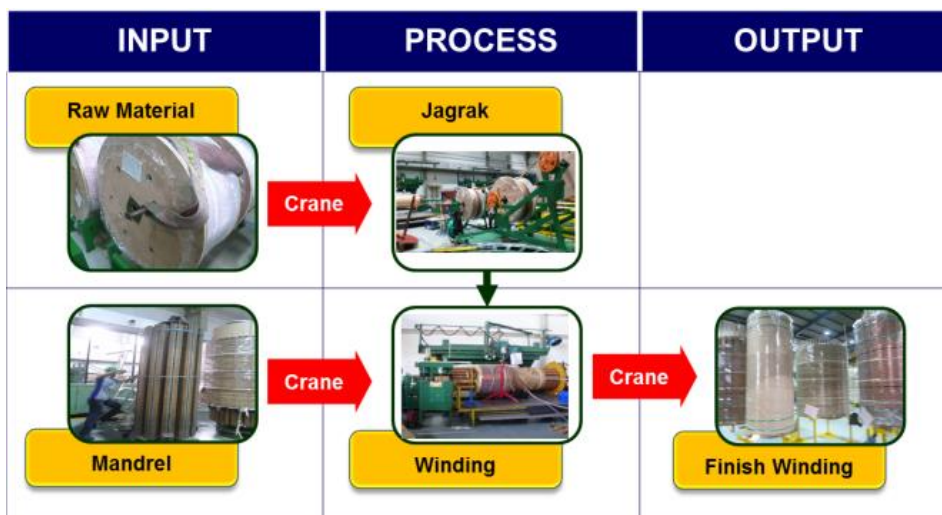 INPUT
PROCESS
OUTPUT
Raw Material
Jagrak
Crane
Crane
Crane
Mandrel
Winding
Finish Winding